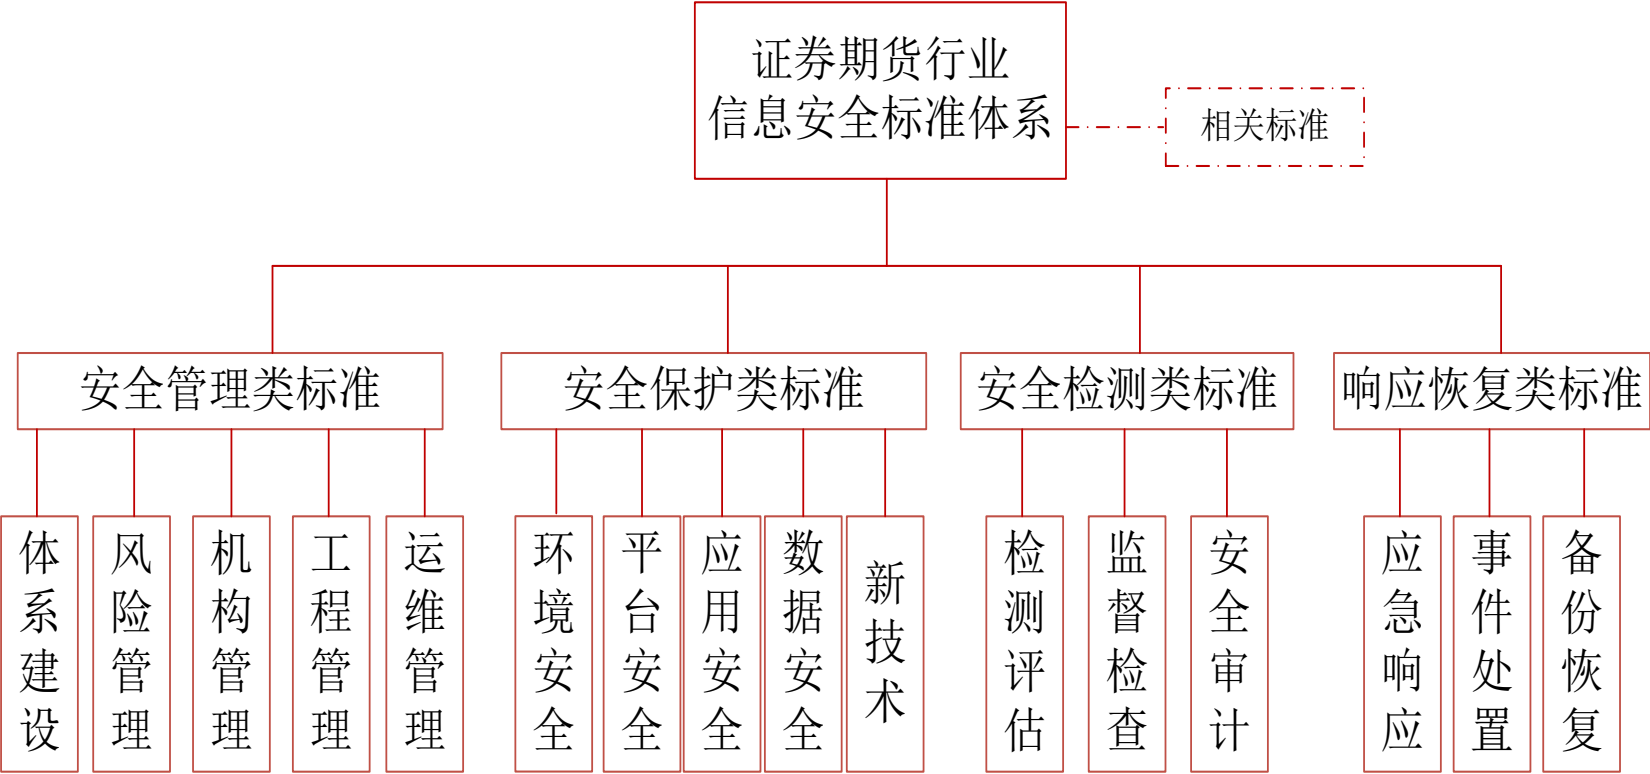 证券期货行业
信息安全标准体系
相关标准
安全管理类标准
安全保护类标准
安全检测类标准
响应恢复类标准
体系建设
风险管理
机构管理
工程管理
运维管理
环境安全
平台安全
应用安全
数据安全
新技术
检测评估
监督检查
安全审计
应急响应
事件处置
备份恢复